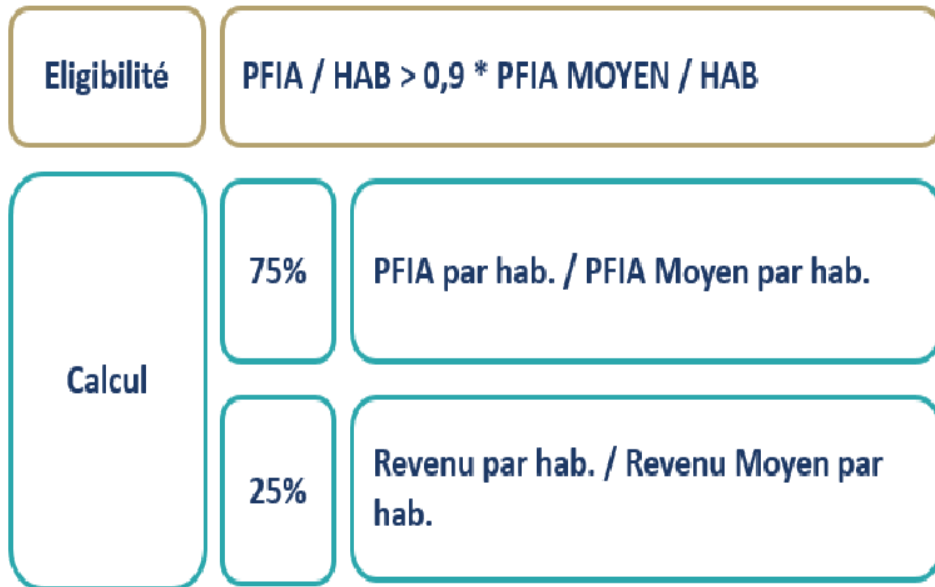 Eligibilité
PFIA / HAB > 0,9 * PFIA MOYEN / HAB
Calcul
75%
PFIA par hab. / PFIA Moyen par hab.
25%
Revenu par hab. / Revenu Moyen par
hab.